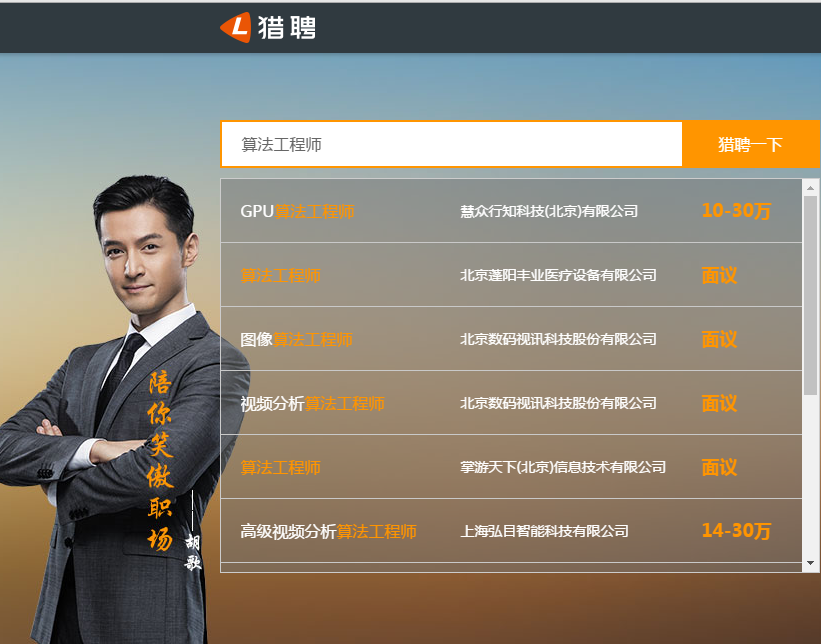 L 猎聘
算法工程师 猎聘一下
GPU算法工程师 慧众行知科技(北京)有限公司 10-30万
算法工程师 北京蓬阳丰业医疗设备有限公司 面议
图像算法工程师 北京数码视讯科技股份有限公司 面议
视频分析算法工程师 北京数码视讯科技股份有限公司 面议
算法工程师 掌游天下(北京)信息技术有限公司 面议
高级视频分析算法工程师 上海弘目智能科技有限公司 14-30万
陪你笑傲职场
胡歌